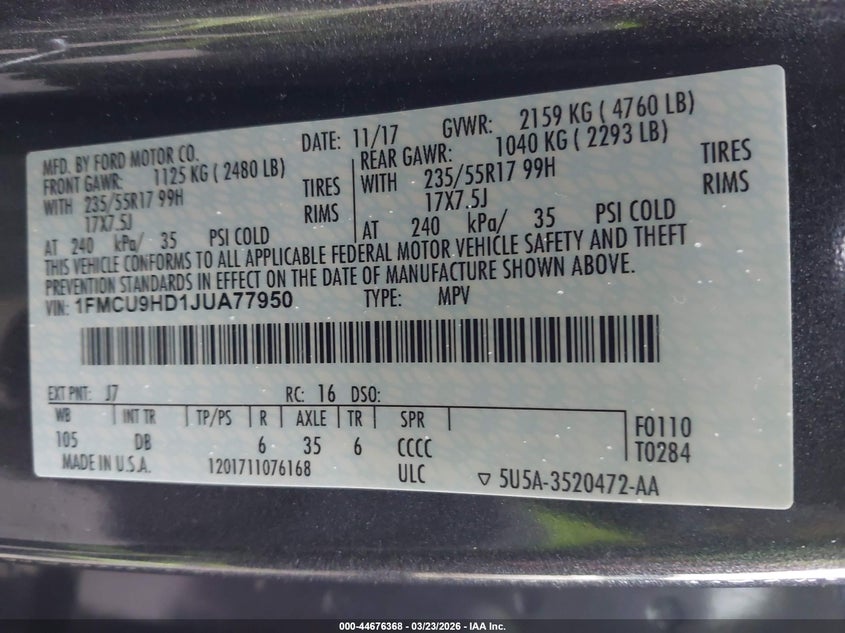 MFD. BY FORD MOTOR CO.
DATE: 11/17
GVWR: 2159 KG ( 4760 LB)
FRONT GAWR: 1125 KG ( 2480 LB)
REAR GAWR: 1040 KG ( 2293 LB)
WITH 235/55R17 99H TIRES
WITH 235/55R17 99H TIRES
17X7.5J RIMS
17X7.5J RIMS
AT 240 kPa/ 35 PSI COLD
AT 240 kPa/ 35 PSI COLD
THIS VEHICLE CONFORMS TO ALL APPLICABLE FEDERAL MOTOR VEHICLE SAFETY AND THEFT
PREVENTION STANDARDS IN EFFECT ON THE DATE OF MANUFACTURE SHOWN ABOVE.
VIN: 1FMCU9HD1JUA77950 TYPE: MPV
EXT PNT: J7 RC: 16 DSO:
WB INT TR TP/PS R AXLE TR SPR
105 DB 6 35 6 CCCC
F0110
T0284
MADE IN U.S.A. 1201711076168 ULC ▽ 5U5A-3520472-AA
000-44676368 - 03/23/2026 - IAA Inc.